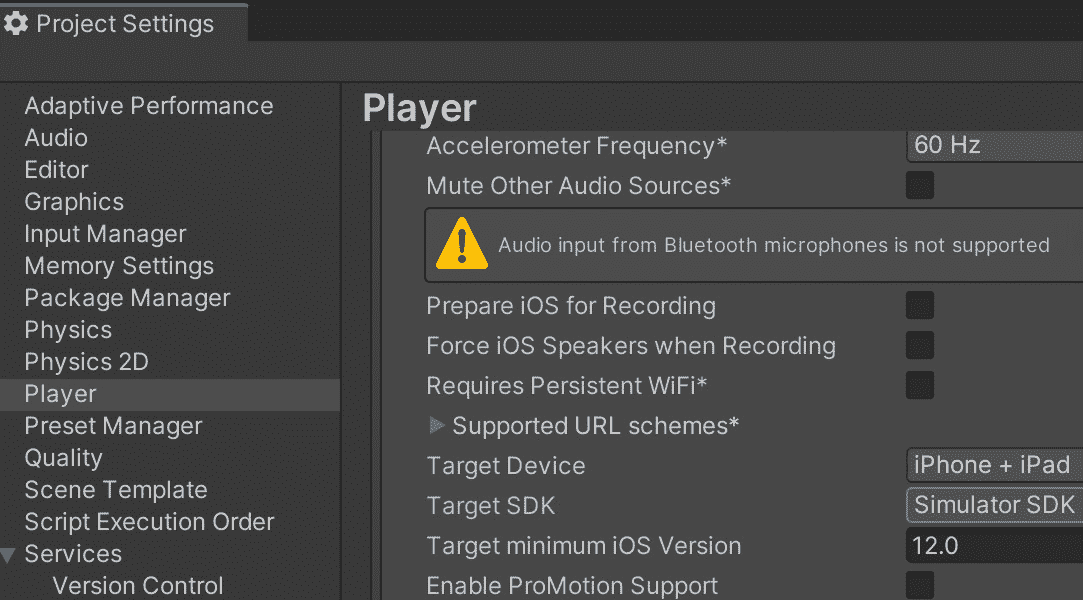 Project Settings
Adaptive Performance
Audio
Editor
Graphics
Input Manager
Memory Settings
Package Manager
Physics
Physics 2D
Player
Preset Manager
Quality
Scene Template
Script Execution Order
Services
Version Control
Player
Accelerometer Frequency* 60 Hz
Mute Other Audio Sources*
Audio input from Bluetooth microphones is not supported
Prepare iOS for Recording
Force iOS Speakers when Recording
Requires Persistent WiFi*
Supported URL schemes*
Target Device iPhone + iPad
Target SDK Simulator SDK
Target minimum iOS Version 12.0
Enable ProMotion Support